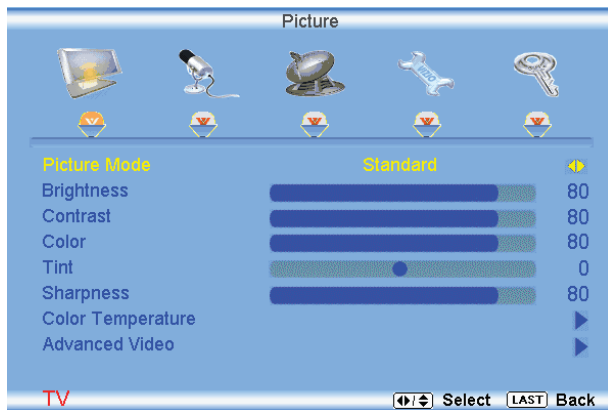 Picture
Picture Mode Standard
Brightness 80
Contrast 80
Color 80
Tint 0
Sharpness 80
Color Temperature
Advanced Video
TV Select LAST Back